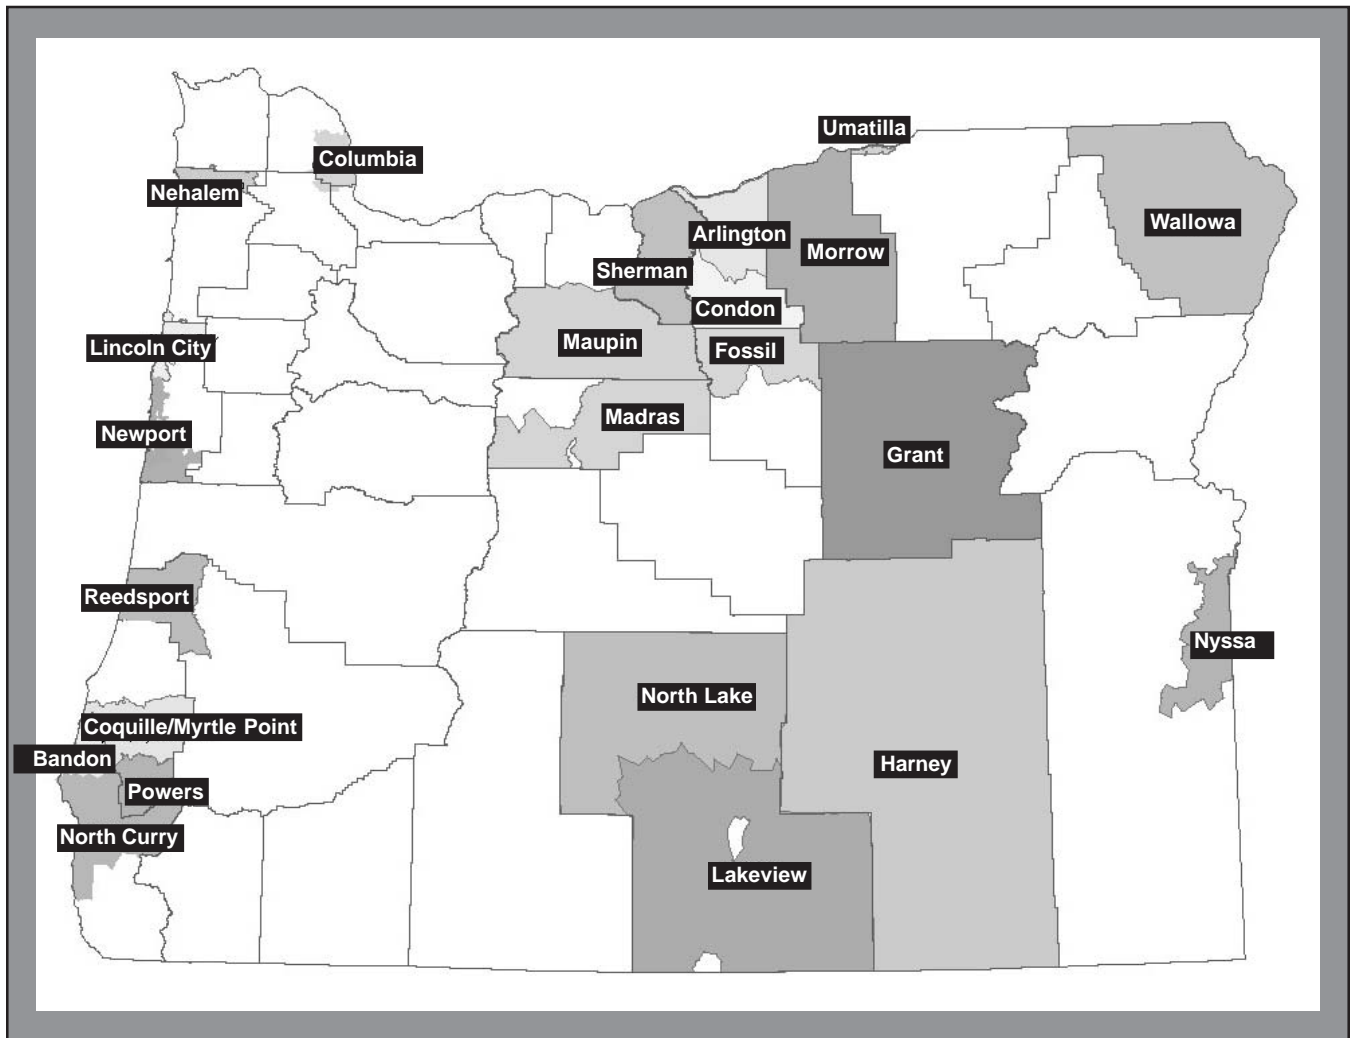 Umatilla
Columbia
Nehalem
Wallowa
Arlington
Morrow
Sherman
Condon
Lincoln City
Maupin
Fossil
Madras
Newport
Grant
Reedsport
Nyssa
North Lake
Coquille/Myrtle Point
Bandon
Harney
Powers
North Curry
Lakeview